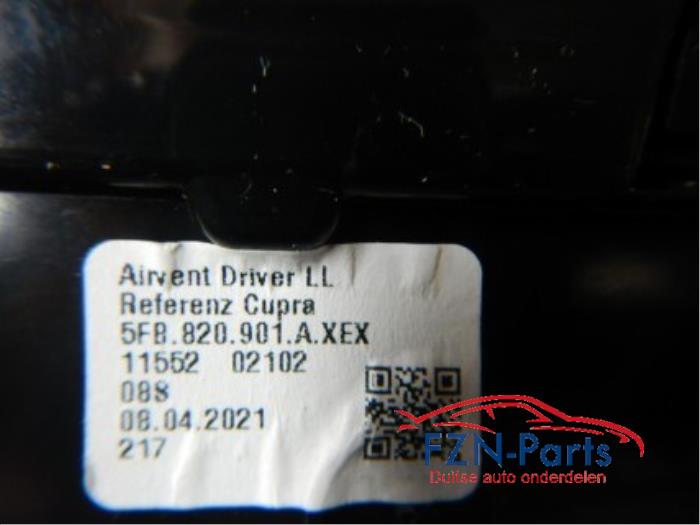 Airvent Driver LL
Referenz Cupra
5FB.820.901.A.XEX
11552 02102
088
08.04.2021
217
FZN-Parts
Duitse auto onderdelen